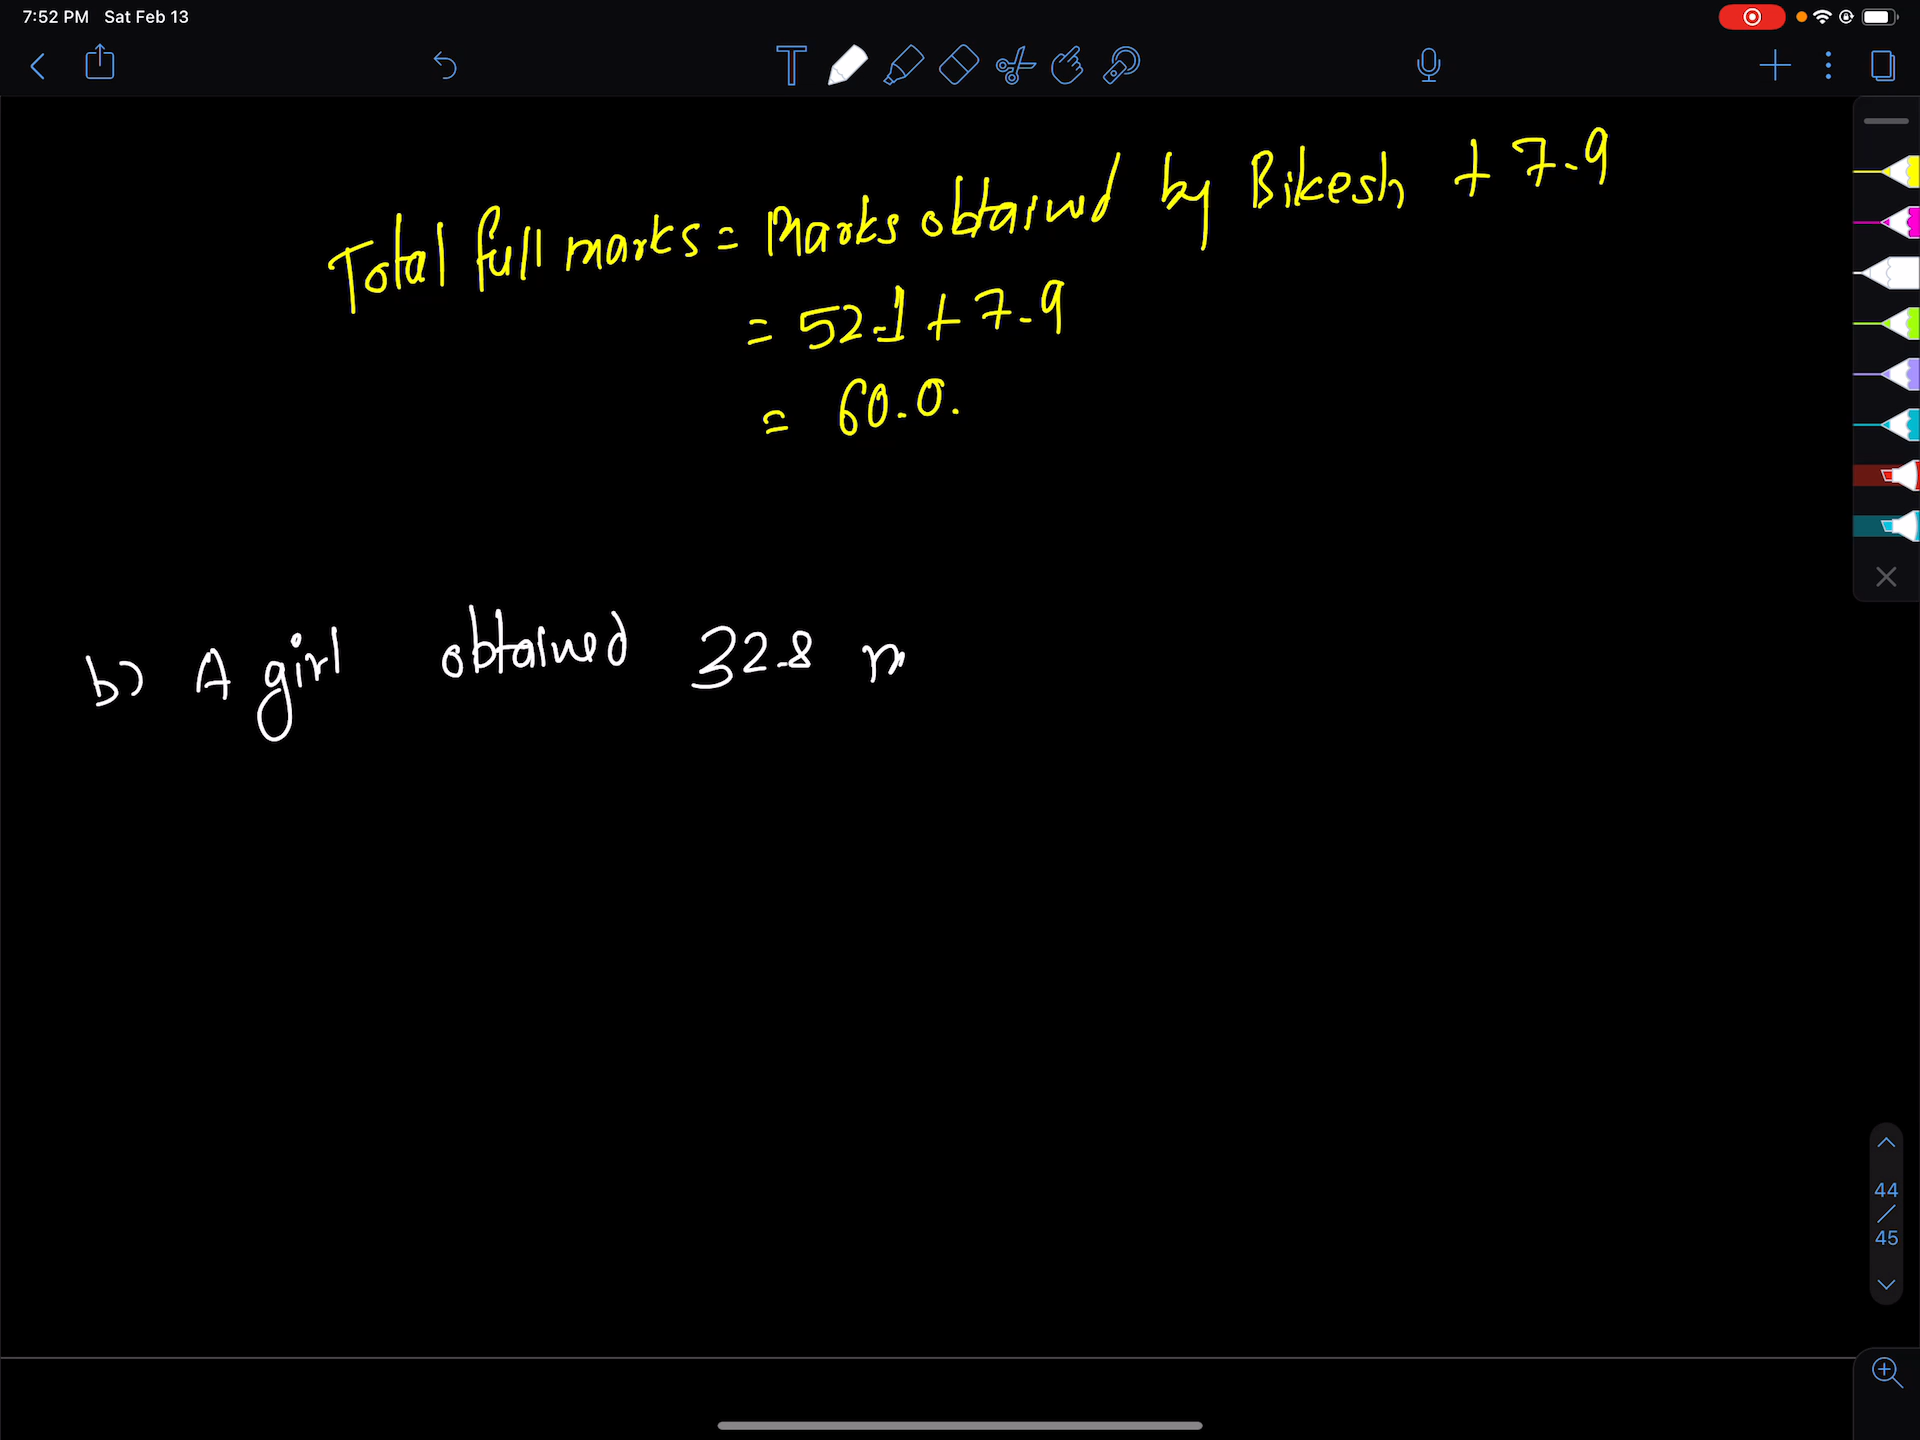 7:52 PM Sat Feb 13
Total full marks = Marks obtained by Bikesh + 7.9
= 52.1 + 7.9
= 60.0.
b) A girl obtained 32.8 m
44
/
45